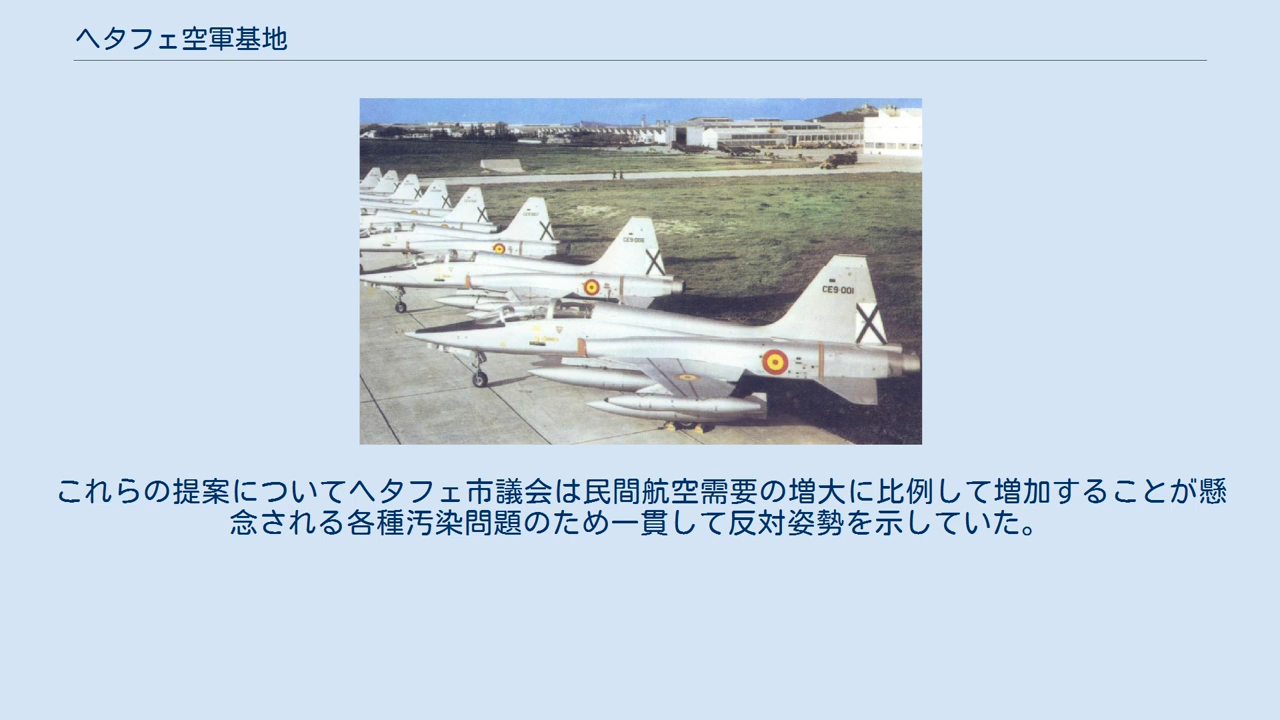 ヘタフェ空軍基地
CE9-001
これらの提案についてヘタフェ市議会は民間航空需要の増大に比例して増加することが懸
念される各種汚染問題のため一貫して反対姿勢を示していた。